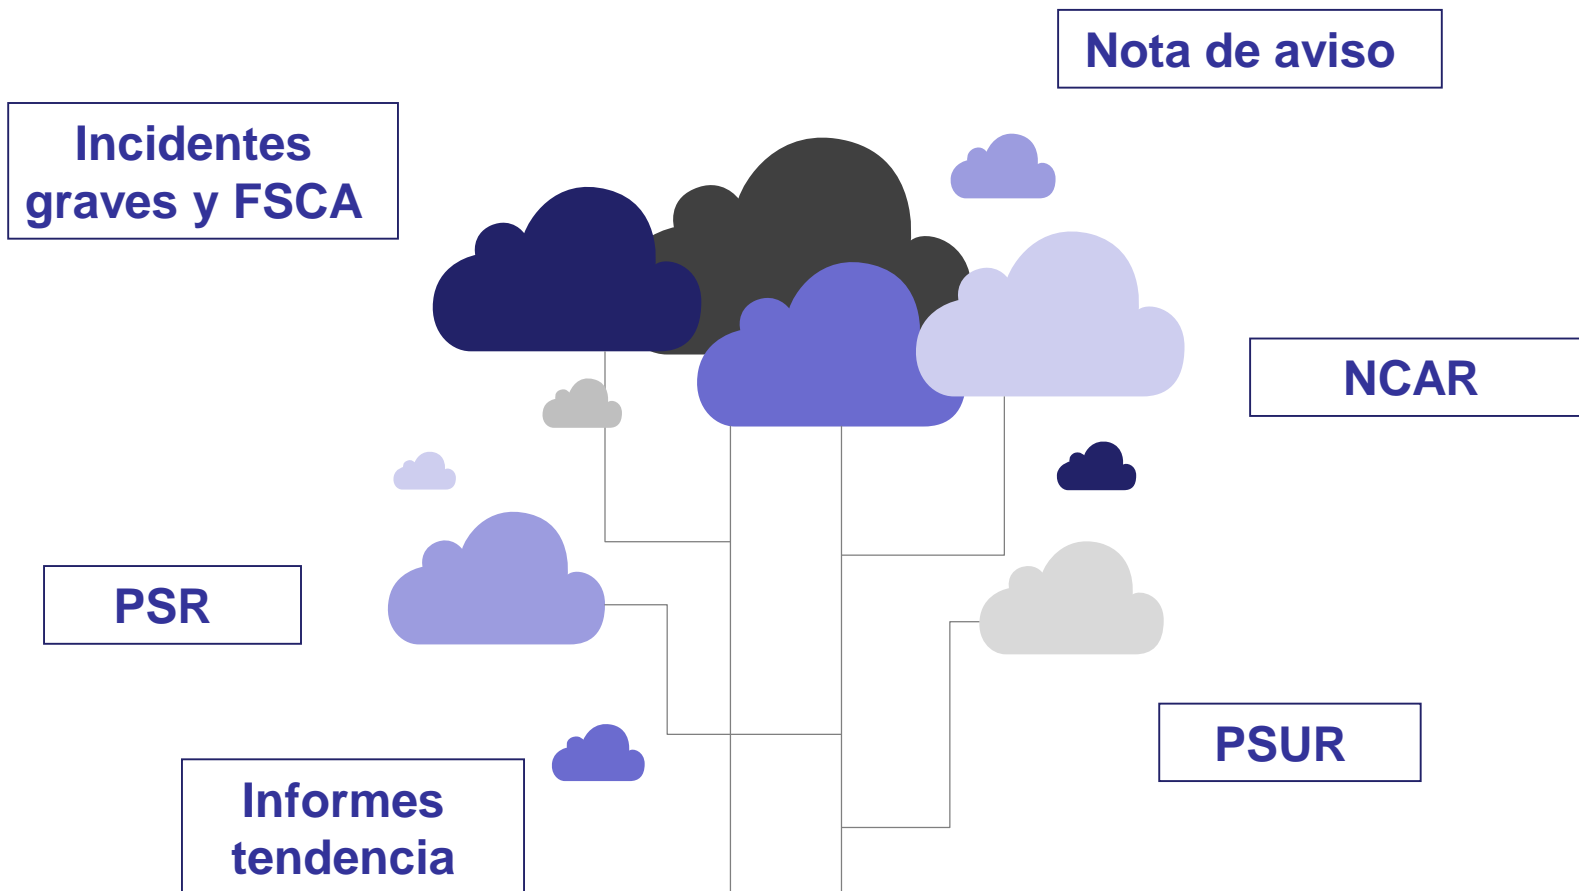 Nota de aviso
Incidentes
graves y FSCA
NCAR
PSR
PSUR
Informes
tendencia